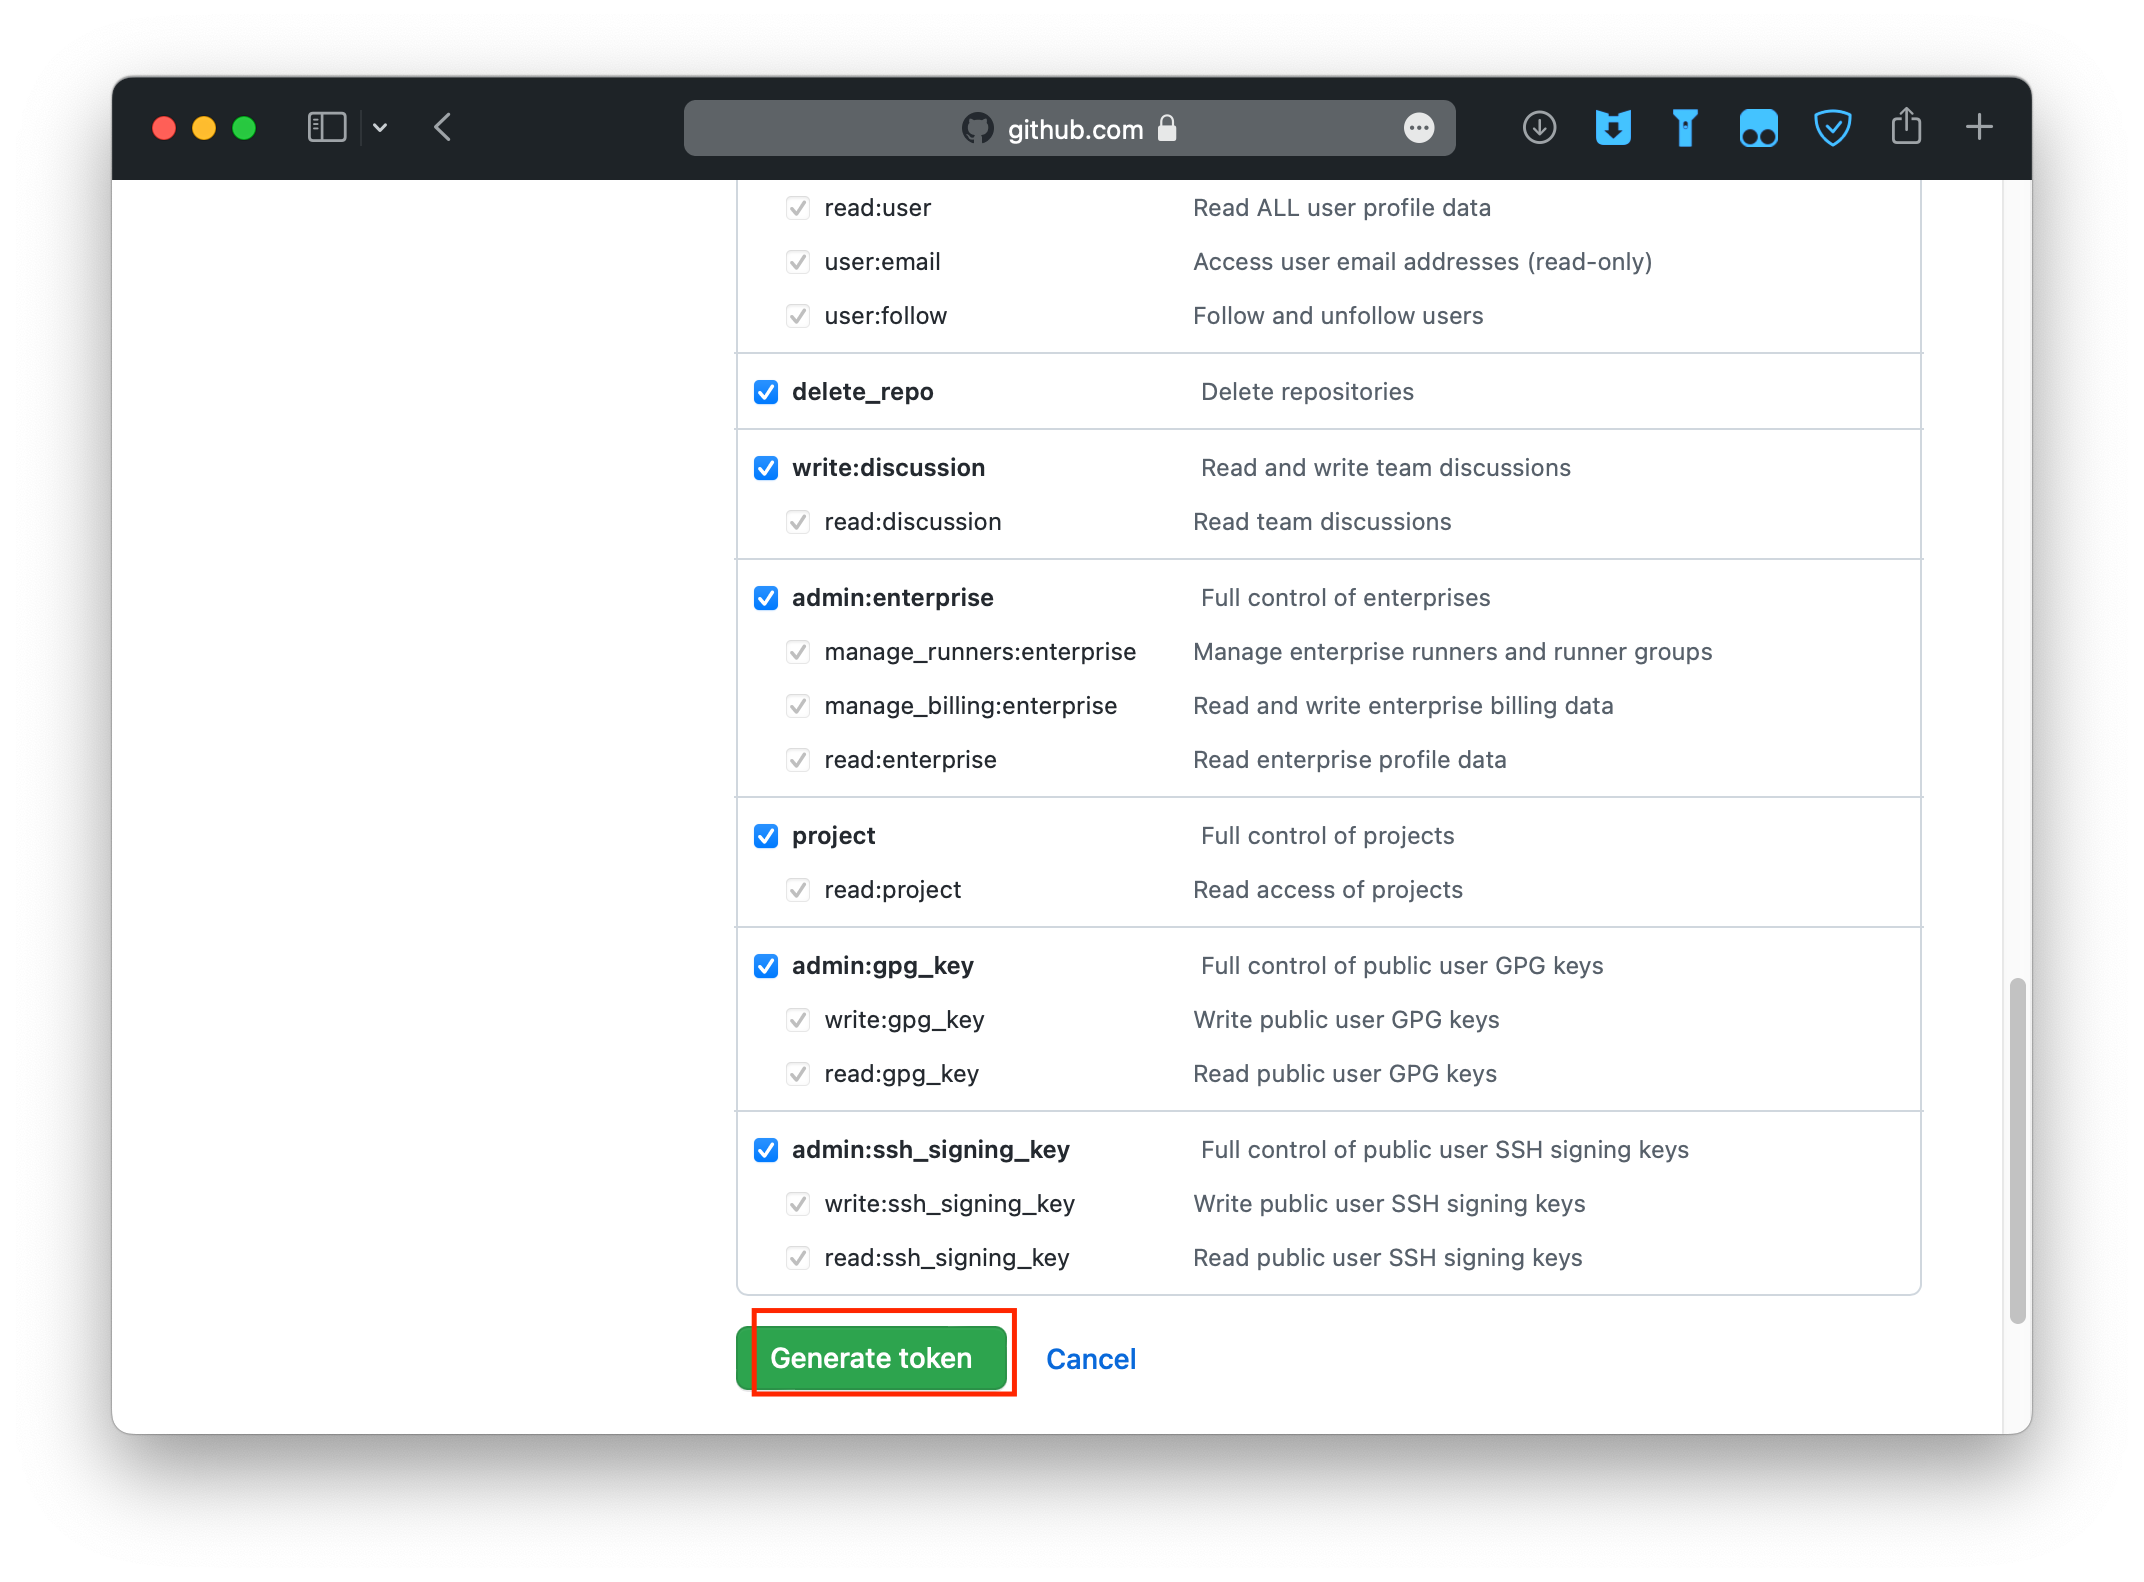 github.com
read:user Read ALL user profile data
user:email Access user email addresses (read-only)
user:follow Follow and unfollow users
delete_repo Delete repositories
write:discussion Read and write team discussions
read:discussion Read team discussions
admin:enterprise Full control of enterprises
manage_runners:enterprise Manage enterprise runners and runner groups
manage_billing:enterprise Read and write enterprise billing data
read:enterprise Read enterprise profile data
project Full control of projects
read:project Read access of projects
admin:gpg_key Full control of public user GPG keys
write:gpg_key Write public user GPG keys
read:gpg_key Read public user GPG keys
admin:ssh_signing_key Full control of public user SSH signing keys
write:ssh_signing_key Write public user SSH signing keys
read:ssh_signing_key Read public user SSH signing keys
Generate token Cancel